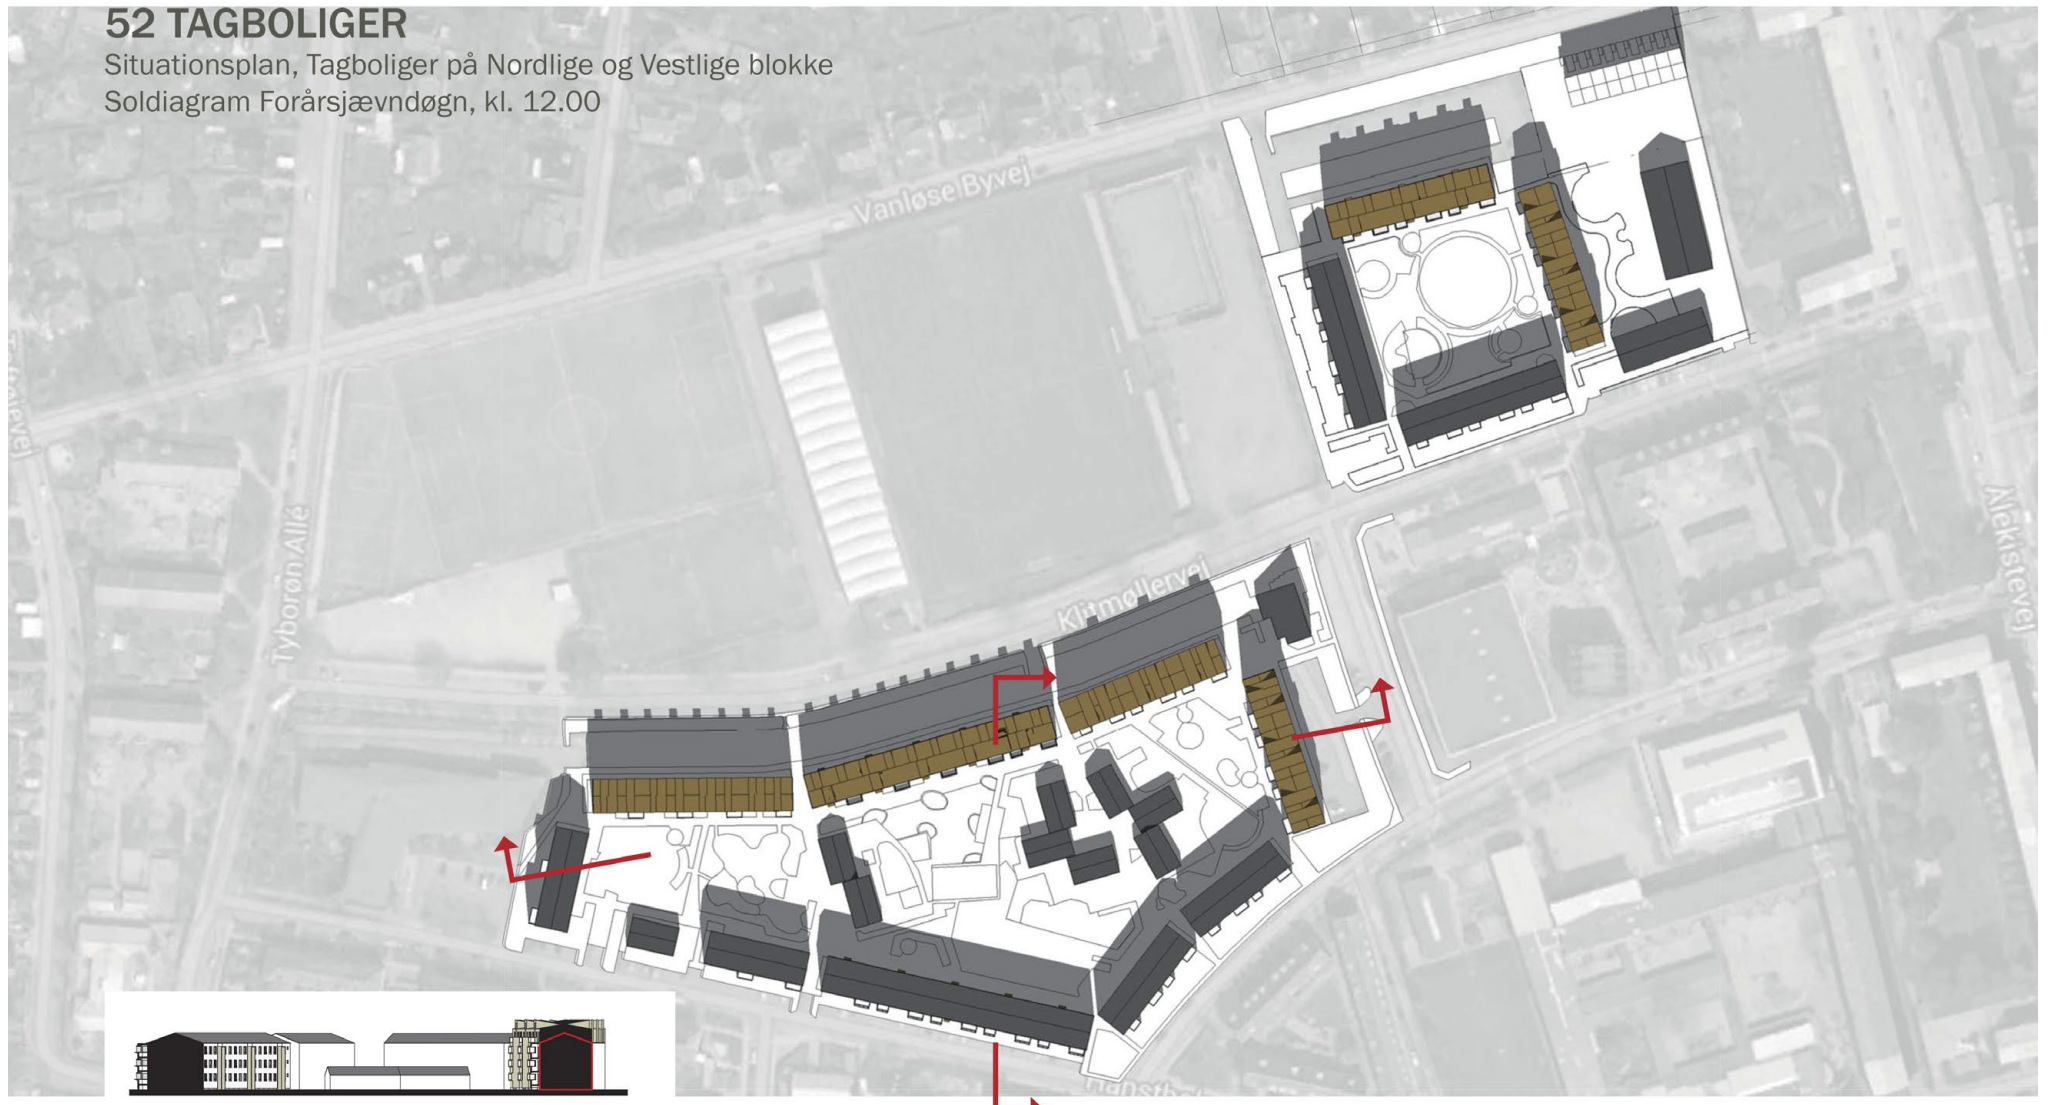 52 TAGBOLIGER
Situationsplan, Tagboliger på Nordlige og Vestlige blokke
Soldiagram Forårsjævndøgn, kl. 12.00
Vanløse Byvej
Tyborøn Allé
Klitmøllervej
Ålekistevej